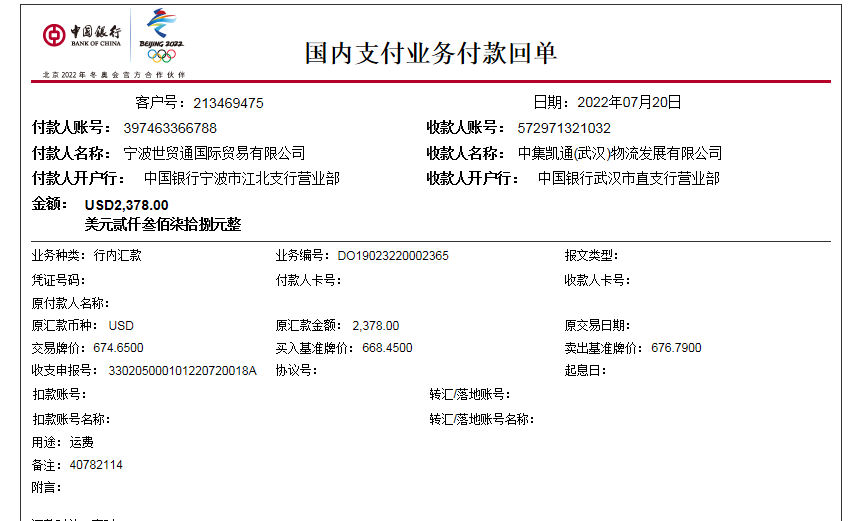 中国银行
BANK OF CHINA
BEIJING 2022
北京2022年冬奥会官方合作伙伴
国内支付业务付款回单
客户号：213469475 日期：2022年07月20日
付款人账号：397463366788 收款人账号：572971321032
付款人名称：宁波世贸通国际贸易有限公司 收款人名称：中集凯通(武汉)物流发展有限公司
付款人开户行：中国银行宁波市江北支行营业部 收款人开户行：中国银行武汉市直支行营业部
金额：USD2,378.00
美元贰仟叁佰柒拾捌元整
业务种类：行内汇款 业务编号：DO19023220002365 报文类型：
凭证号码： 付款人卡号： 收款人卡号：
原付款人名称：
原汇款币种：USD 原汇款金额：2,378.00 原交易日期：
交易牌价：674.6500 买入基准牌价：668.4500 卖出基准牌价：676.7900
收支申报号：330205000101220720018A 协议号： 起息日：
扣款账号： 转汇/落地账号：
扣款账号名称： 转汇/落地账号名称：
用途：运费
备注：40782114
附言：